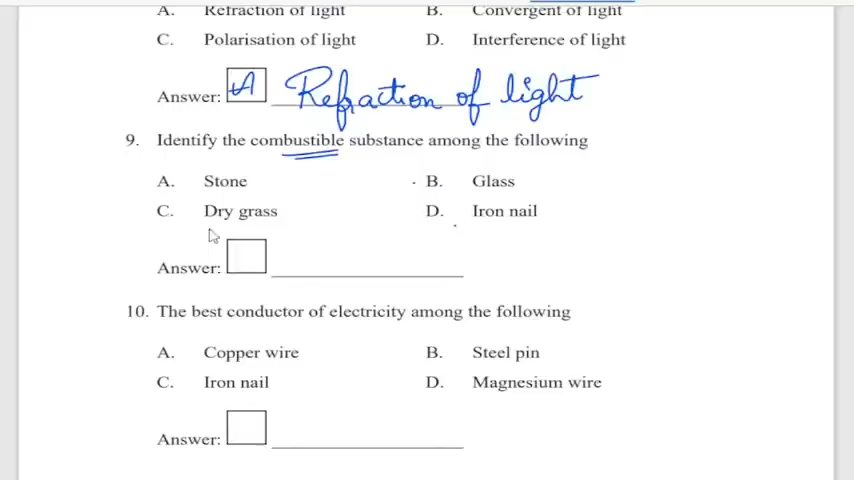 A. Refraction of light B. Convergent of light
C. Polarisation of light D. Interference of light
Answer: A Refraction of light
9. Identify the combustible substance among the following
A. Stone B. Glass
C. Dry grass D. Iron nail
Answer:
10. The best conductor of electricity among the following
A. Copper wire B. Steel pin
C. Iron nail D. Magnesium wire
Answer: